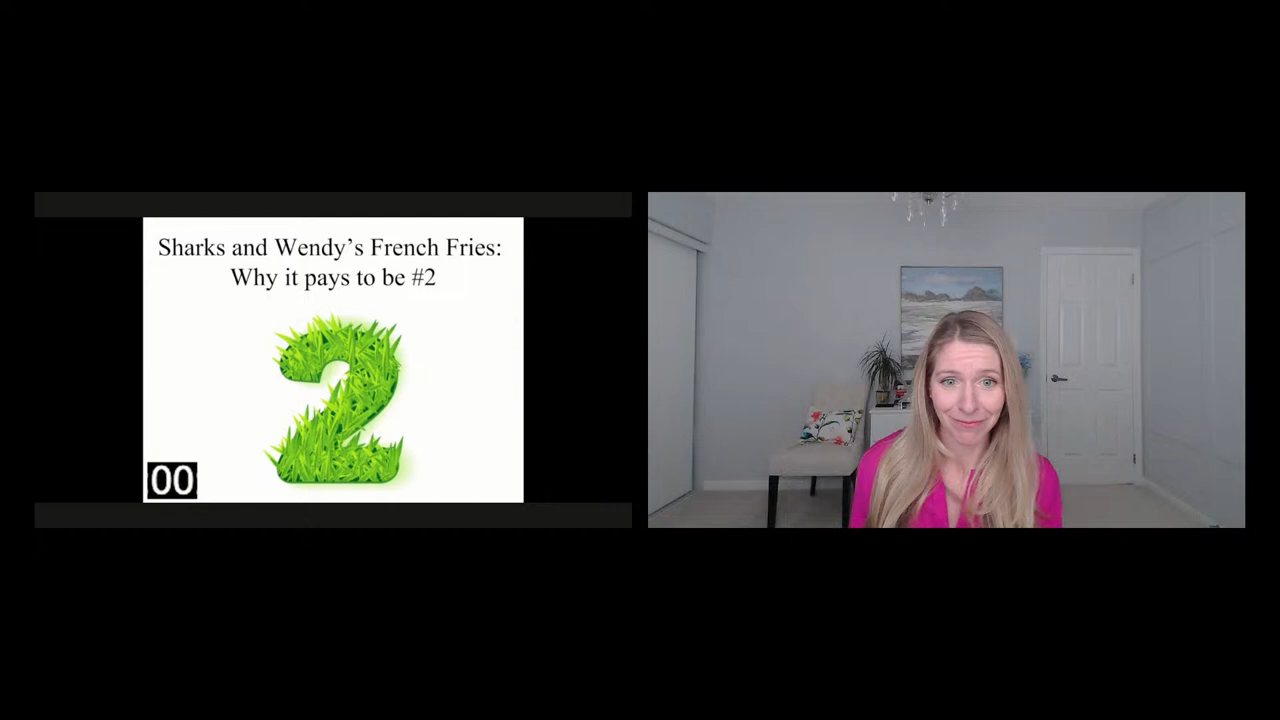 Sharks and Wendy’s French Fries:
Why it pays to be #2
2
00